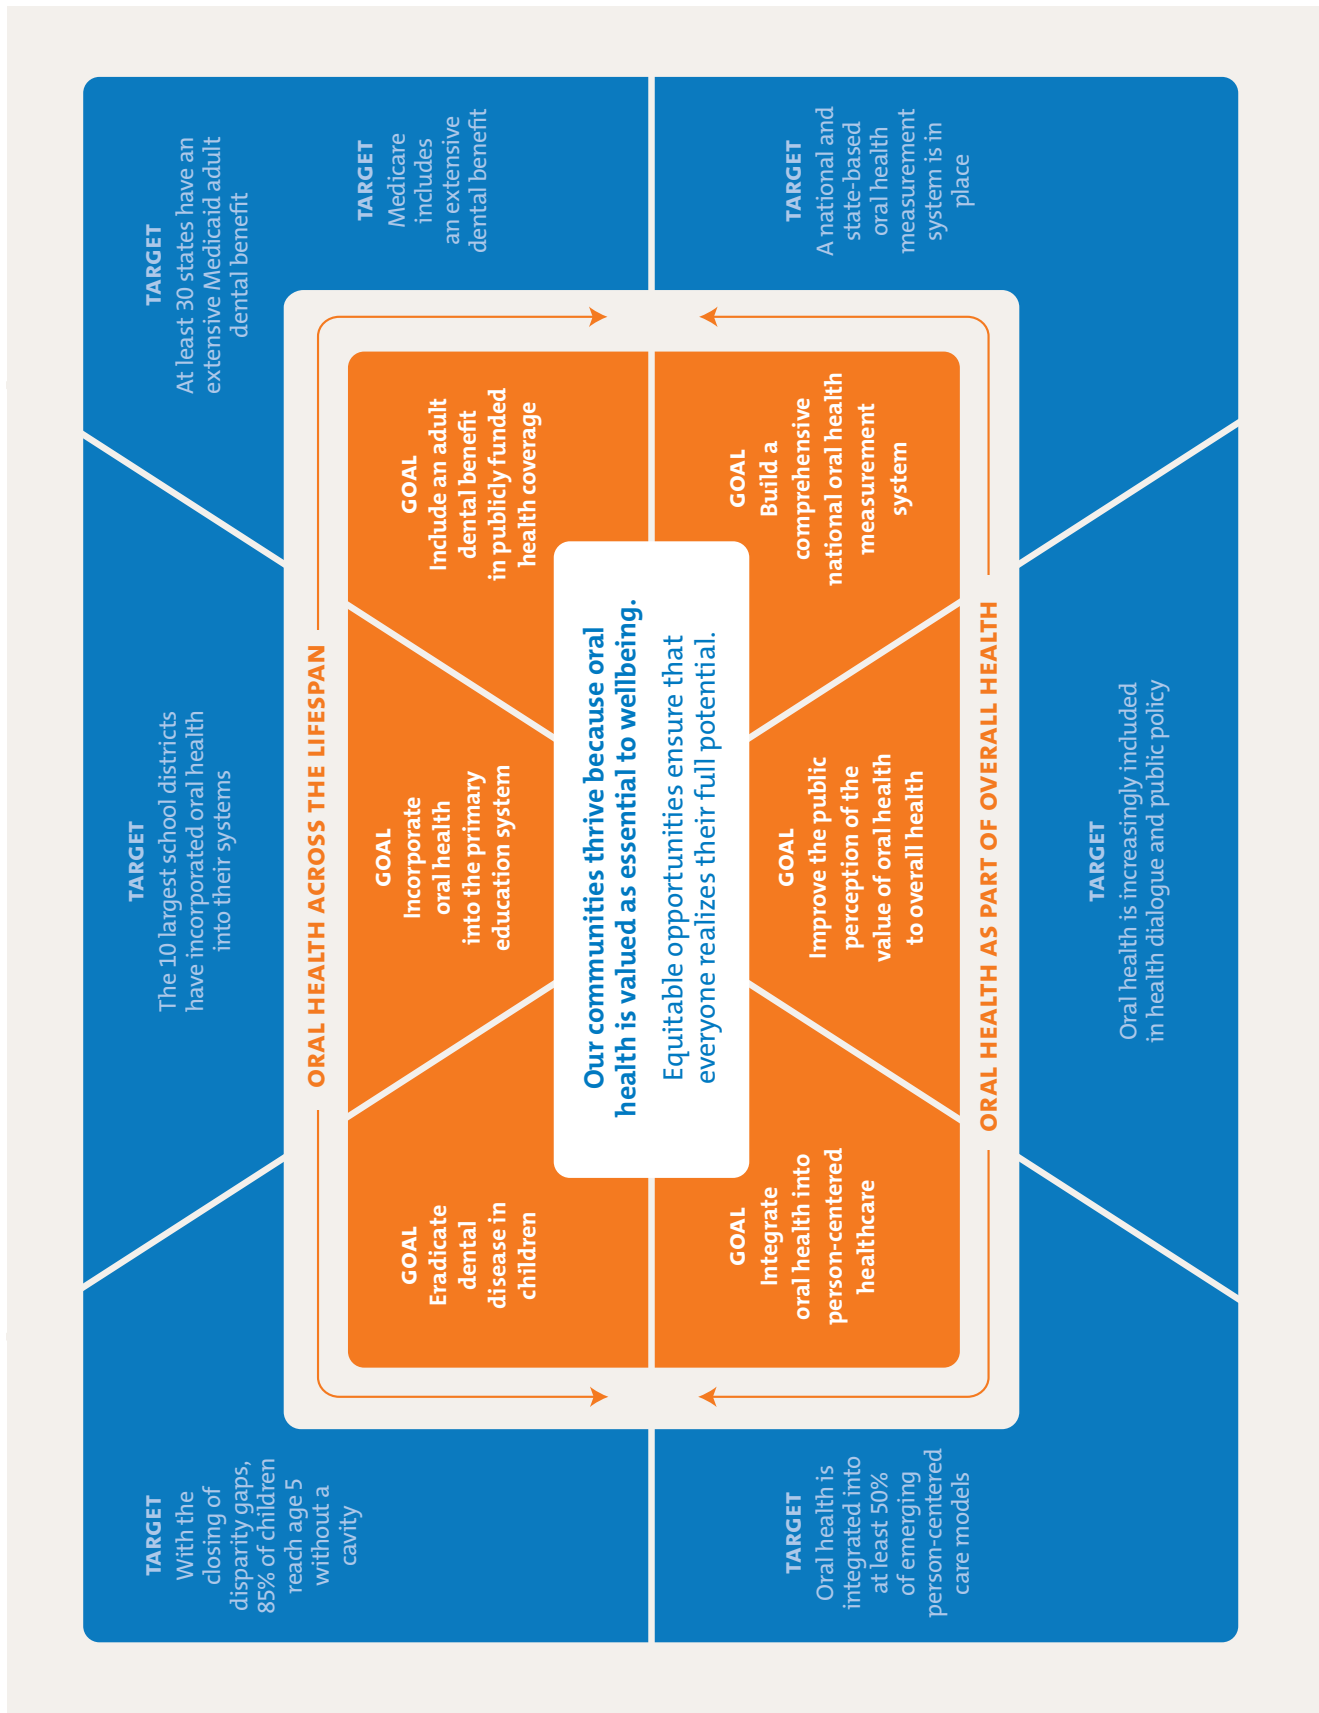 TARGET
With the
closing of
disparity gaps,
85% of children
reach age 5
without a
cavity
TARGET
The 10 largest school districts
have incorporated oral health
into their systems
TARGET
At least 30 states have an
extensive Medicaid adult
dental benefit
TARGET
Medicare
includes
an extensive
dental benefit
ORAL HEALTH ACROSS THE LIFESPAN
GOAL
Eradicate
dental
disease in
children
GOAL
Incorporate
oral health
into the primary
education system
GOAL
Include an adult
dental benefit
in publicly funded
health coverage
Our communities thrive because oral
health is valued as essential to wellbeing.
Equitable opportunities ensure that
everyone realizes their full potential.
GOAL
Integrate
oral health into
person-centered
healthcare
GOAL
Improve the public
perception of the
value of oral health
to overall health
GOAL
Build a
comprehensive
national oral health
measurement
system
ORAL HEALTH AS PART OF OVERALL HEALTH
TARGET
Oral health is
integrated into
at least 50%
of emerging
person-centered
care models
TARGET
Oral health is increasingly included
in health dialogue and public policy
TARGET
A national and
state-based
oral health
measurement
system is in
place